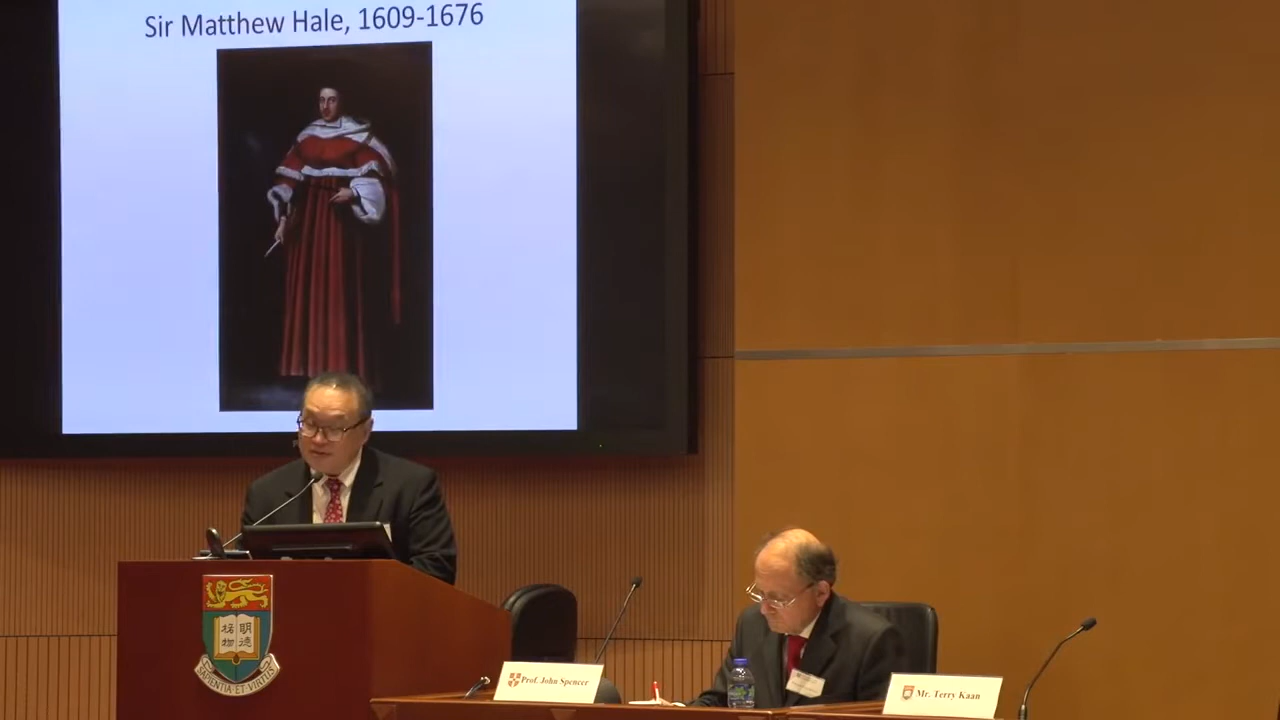 Sir Matthew Hale, 1609-1676
明德
格物
SAPIENTIA ET VIRTUS
Prof. John Spencer
Mr. Terry Kaan